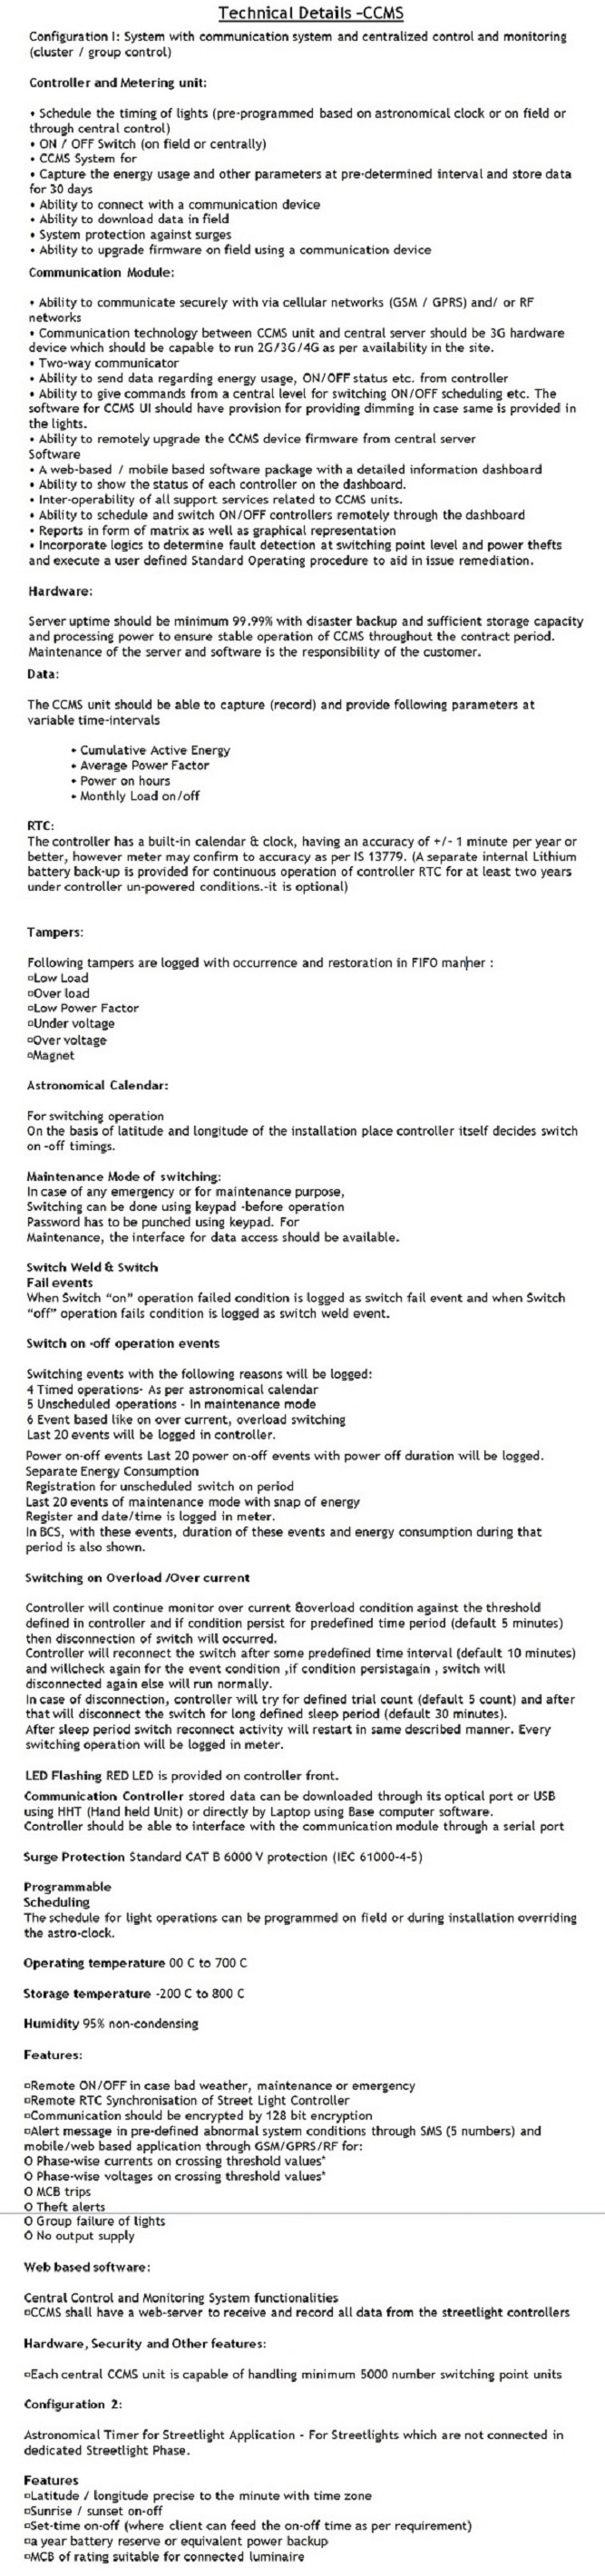 Technical Details -CCMS
Configuration I: System with communication system and centralized control and monitoring
(cluster / group control)
Controller and Metering unit:
• Schedule the timing of lights (pre-programmed based on astronomical clock or on field or
through central control)
• ON / OFF Switch (on field or centrally)
• CCMS System for
• Capture the energy usage and other parameters at pre-determined interval and store data
for 30 days
• Ability to connect with a communication device
• Ability to download data in field
• System protection against surges
• Ability to upgrade firmware on field using a communication device
Communication Module:
• Ability to communicate securely with via cellular networks (GSM / GPRS) and/ or RF
networks
• Communication technology between CCMS unit and central server should be 3G hardware
device which should be capable to run 2G/3G/4G as per availability in the site.
• Two-way communicator
• Ability to send data regarding energy usage, ON/OFF status etc. from controller
• Ability to give commands from a central level for switching ON/OFF scheduling etc. The
software for CCMS UI should have provision for providing dimming in case same is provided in
the lights.
• Ability to remotely upgrade the CCMS device firmware from central server
Software
• A web-based / mobile based software package with a detailed information dashboard
• Ability to show the status of each controller on the dashboard.
• Inter-operability of all support services related to CCMS units.
• Ability to schedule and switch ON/OFF controllers remotely through the dashboard
• Reports in form of matrix as well as graphical representation
• Incorporate logics to determine fault detection at switching point level and power thefts
and execute a user defined Standard Operating procedure to aid in issue remediation.
Hardware:
Server uptime should be minimum 99.99% with disaster backup and sufficient storage capacity
and processing power to ensure stable operation of CCMS throughout the contract period.
Maintenance of the server and software is the responsibility of the customer.
Data:
The CCMS unit should be able to capture (record) and provide following parameters at
variable time-intervals
• Cumulative Active Energy
• Average Power Factor
• Power on hours
• Monthly Load on/off
RTC:
The controller has a built-in calendar & clock, having an accuracy of +/- 1 minute per year or
better, however meter may confirm to accuracy as per IS 13779. (A separate internal Lithium
battery back-up is provided for continuous operation of controller RTC for at least two years
under controller un-powered conditions.-it is optional)
Tampers:
Following tampers are logged with occurrence and restoration in FIFO manner :
▫Low Load
▫Over load
▫Low Power Factor
▫Under voltage
▫Over voltage
▫Magnet
Astronomical Calendar:
For switching operation
On the basis of latitude and longitude of the installation place controller itself decides switch
on -off timings.
Maintenance Mode of switching:
In case of any emergency or for maintenance purpose,
Switching can be done using keypad -before operation
Password has to be punched using keypad. For
Maintenance, the interface for data access should be available.
Switch Weld & Switch
Fail events
When Switch “on” operation failed condition is logged as switch fail event and when Switch
“off” operation fails condition is logged as switch weld event.
Switch on -off operation events
Switching events with the following reasons will be logged:
4 Timed operations- As per astronomical calendar
5 Unscheduled operations - In maintenance mode
6 Event based like on over current, overload switching
Last 20 events will be logged in controller.
Power on-off events Last 20 power on-off events with power off duration will be logged.
Separate Energy Consumption
Registration for unscheduled switch on period
Last 20 events of maintenance mode with snap of energy
Register and date/time is logged in meter.
In BCS, with these events, duration of these events and energy consumption during that
period is also shown.
Switching on Overload /Over current
Controller will continue monitor over current &overload condition against the threshold
defined in controller and if condition persist for predefined time period (default 5 minutes)
then disconnection of switch will occurred.
Controller will reconnect the switch after some predefined time interval (default 10 minutes)
and willcheck again for the event condition ,if condition persistagain , switch will
disconnected again else will run normally.
In case of disconnection, controller will try for defined trial count (default 5 count) and after
that will disconnect the switch for long defined sleep period (default 30 minutes).
After sleep period switch reconnect activity will restart in same described manner. Every
switching operation will be logged in meter.
LED Flashing RED LED is provided on controller front.
Communication Controller stored data can be downloaded through its optical port or USB
using HHT (Hand held Unit) or directly by Laptop using Base computer software.
Controller should be able to interface with the communication module through a serial port
Surge Protection Standard CAT B 6000 V protection (IEC 61000-4-5)
Programmable
Scheduling
The schedule for light operations can be programmed on field or during installation overriding
the astro-clock.
Operating temperature 00 C to 700 C
Storage temperature -200 C to 800 C
Humidity 95% non-condensing
Features:
▫Remote ON/OFF in case bad weather, maintenance or emergency
▫Remote RTC Synchronisation of Street Light Controller
▫Communication should be encrypted by 128 bit encryption
▫Alert message in pre-defined abnormal system conditions through SMS (5 numbers) and
mobile/web based application through GSM/GPRS/RF for:
O Phase-wise currents on crossing threshold values*
O Phase-wise voltages on crossing threshold values*
O MCB trips
O Theft alerts
O Group failure of lights
O No output supply
Web based software:
Central Control and Monitoring System functionalities
▫CCMS shall have a web-server to receive and record all data from the streetlight controllers
Hardware, Security and Other features:
▫Each central CCMS unit is capable of handling minimum 5000 number switching point units
Configuration 2:
Astronomical Timer for Streetlight Application - For Streetlights which are not connected in
dedicated Streetlight Phase.
Features
▫Latitude / longitude precise to the minute with time zone
▫Sunrise / sunset on-off
▫Set-time on-off (where client can feed the on-off time as per requirement)
▫a year battery reserve or equivalent power backup
▫MCB of rating suitable for connected luminaire